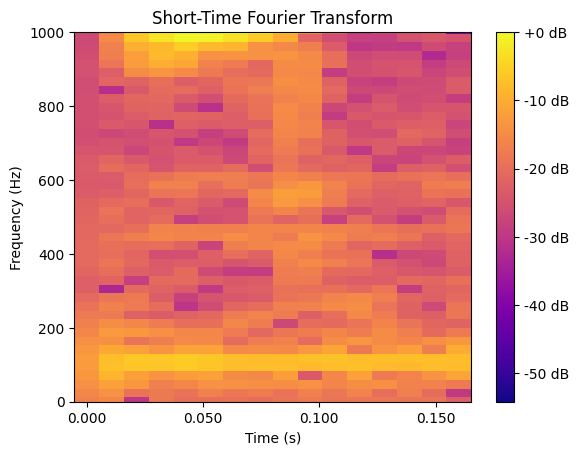 Short-Time Fourier Transform
Frequency (Hz)
1000
800
600
400
200
0
0.000 0.050 0.100 0.150
Time (s)
+0 dB
-10 dB
-20 dB
-30 dB
-40 dB
-50 dB